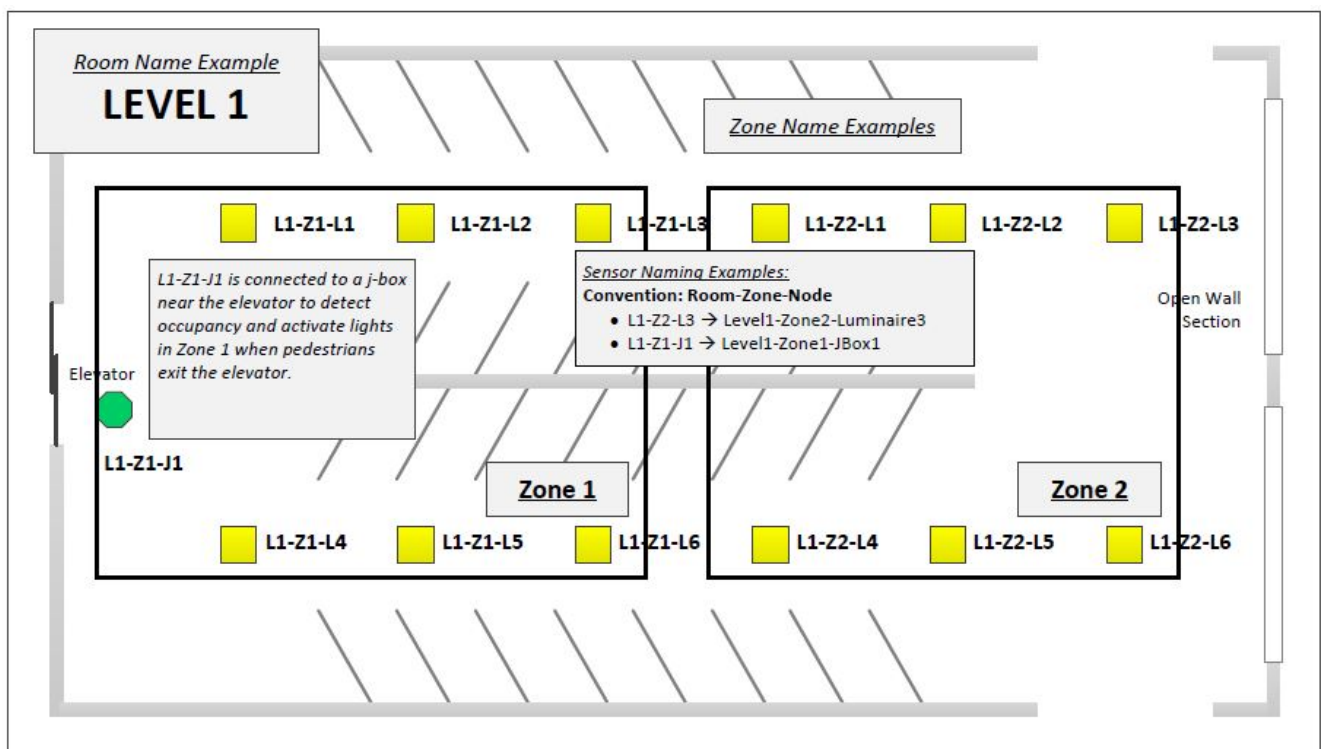 Room Name Example
LEVEL 1
Zone Name Examples
L1-Z1-L1
L1-Z1-L2
L1-Z1-L3
L1-Z2-L1
L1-Z2-L2
L1-Z2-L3
L1-Z1-J1 is connected to a j-box
near the elevator to detect
occupancy and activate lights
in Zone 1 when pedestrians
exit the elevator.
Sensor Naming Examples:
Convention: Room-Zone-Node
• L1-Z2-L3 → Level1-Zone2-Luminaire3
• L1-Z1-J1 → Level1-Zone1-JBox1
Open Wall
Section
Elevator
L1-Z1-J1
Zone 1
Zone 2
L1-Z1-L4
L1-Z1-L5
L1-Z1-L6
L1-Z2-L4
L1-Z2-L5
L1-Z2-L6